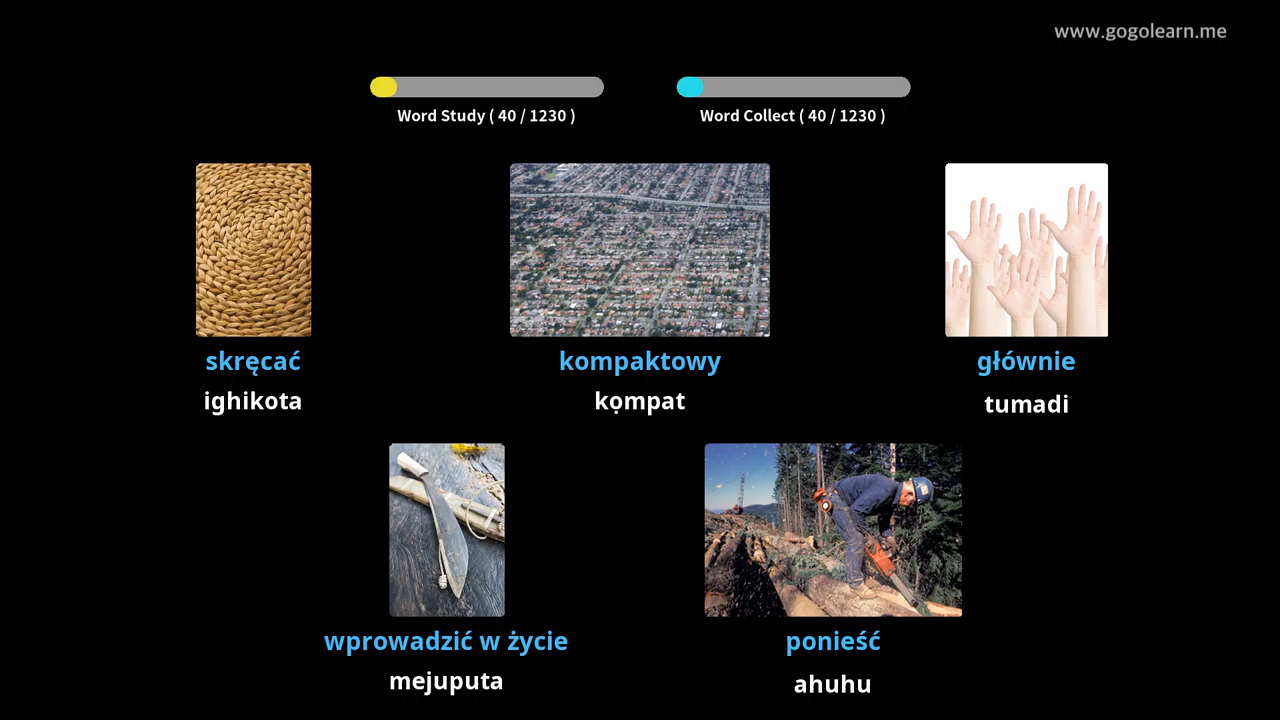 www.gogolearn.me
Word Study ( 40 / 1230 )
Word Collect ( 40 / 1230 )
skręcać
ighikota
kompaktowy
kọmpat
głównie
tumadi
wprowadzić w życie
mejuputa
ponieść
ahuhu